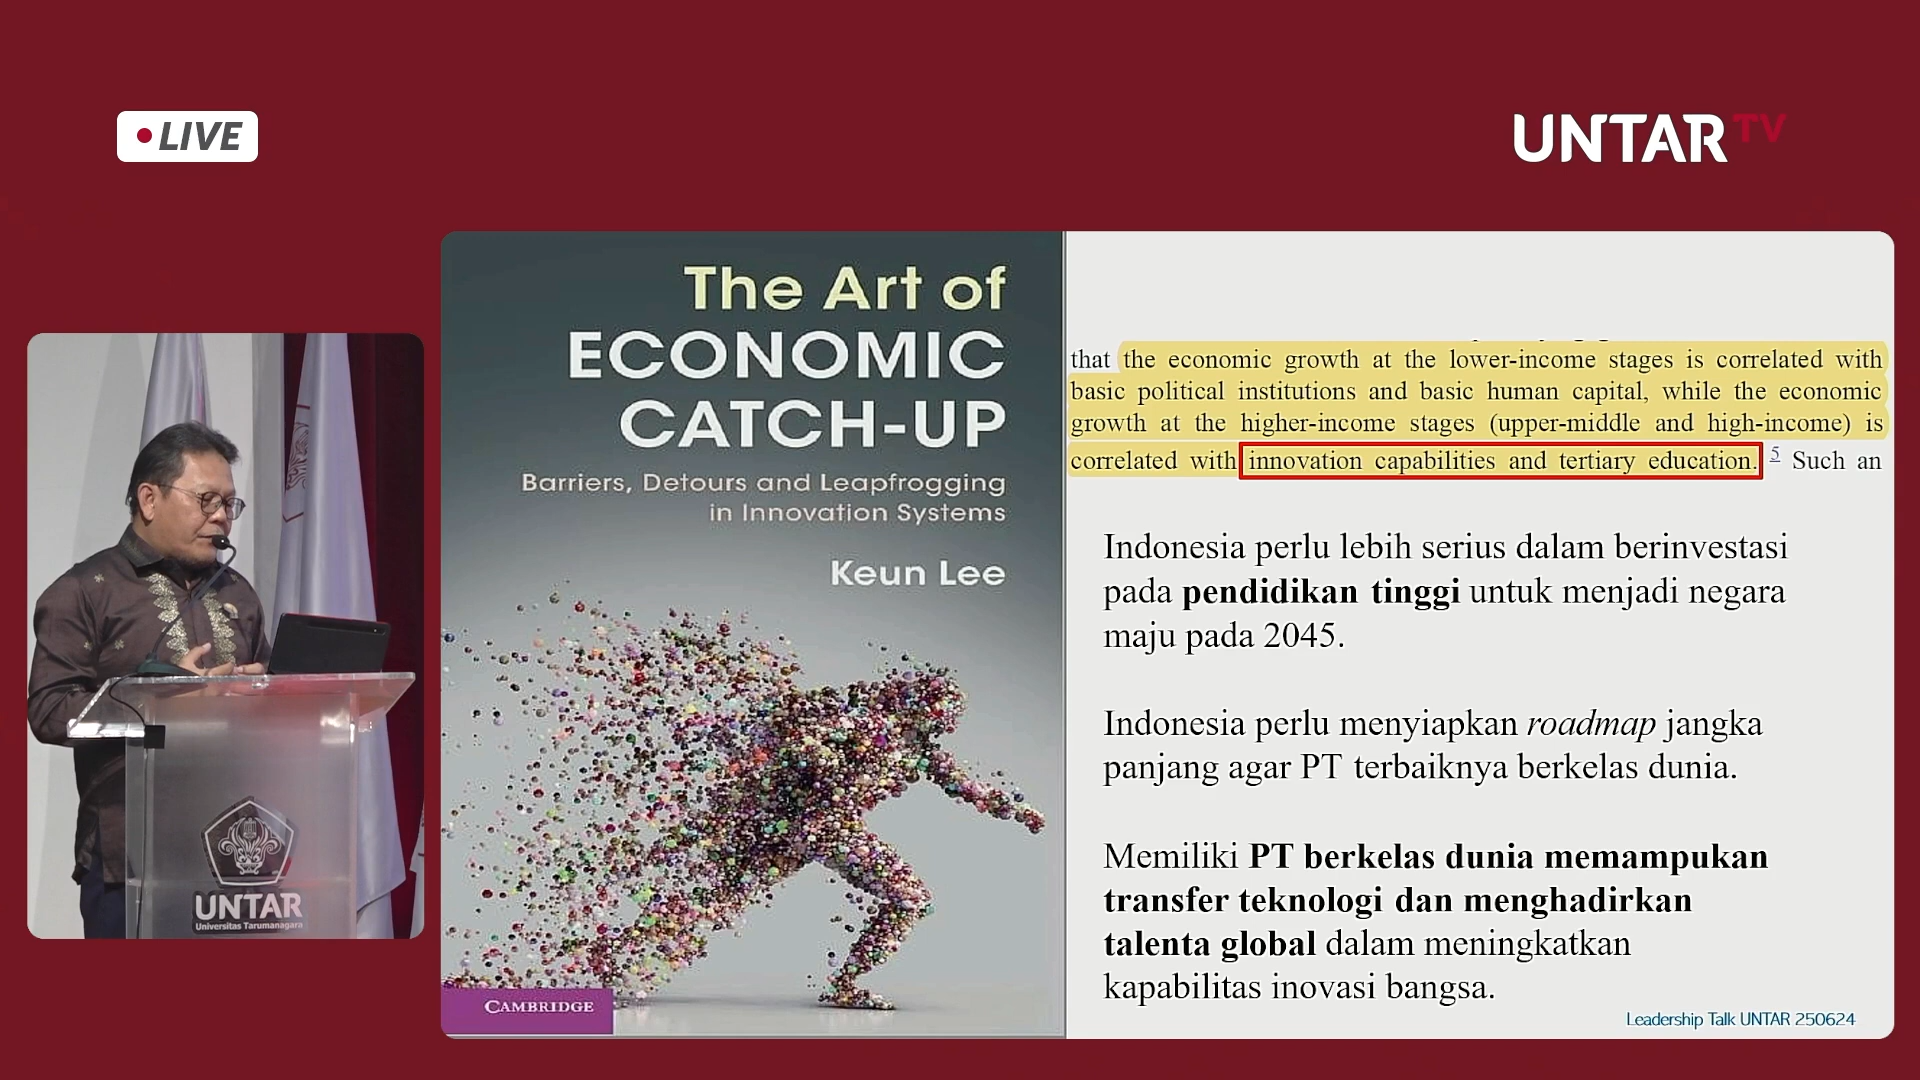 LIVE
UNTAR TV
The Art of
ECONOMIC
CATCH-UP
Barriers, Detours and Leapfrogging
in Innovation Systems
Keun Lee
CAMBRIDGE
that the economic growth at the lower-income stages is correlated with
basic political institutions and basic human capital, while the economic
growth at the higher-income stages (upper-middle and high-income) is
correlated with innovation capabilities and tertiary education. 5 Such an
Indonesia perlu lebih serius dalam berinvestasi
pada pendidikan tinggi untuk menjadi negara
maju pada 2045.
Indonesia perlu menyiapkan roadmap jangka
panjang agar PT terbaiknya berkelas dunia.
Memiliki PT berkelas dunia memampukan
transfer teknologi dan menghadirkan
talenta global dalam meningkatkan
kapabilitas inovasi bangsa.
Leadership Talk UNTAR 250624
UNTAR
Universitas Tarumanagara